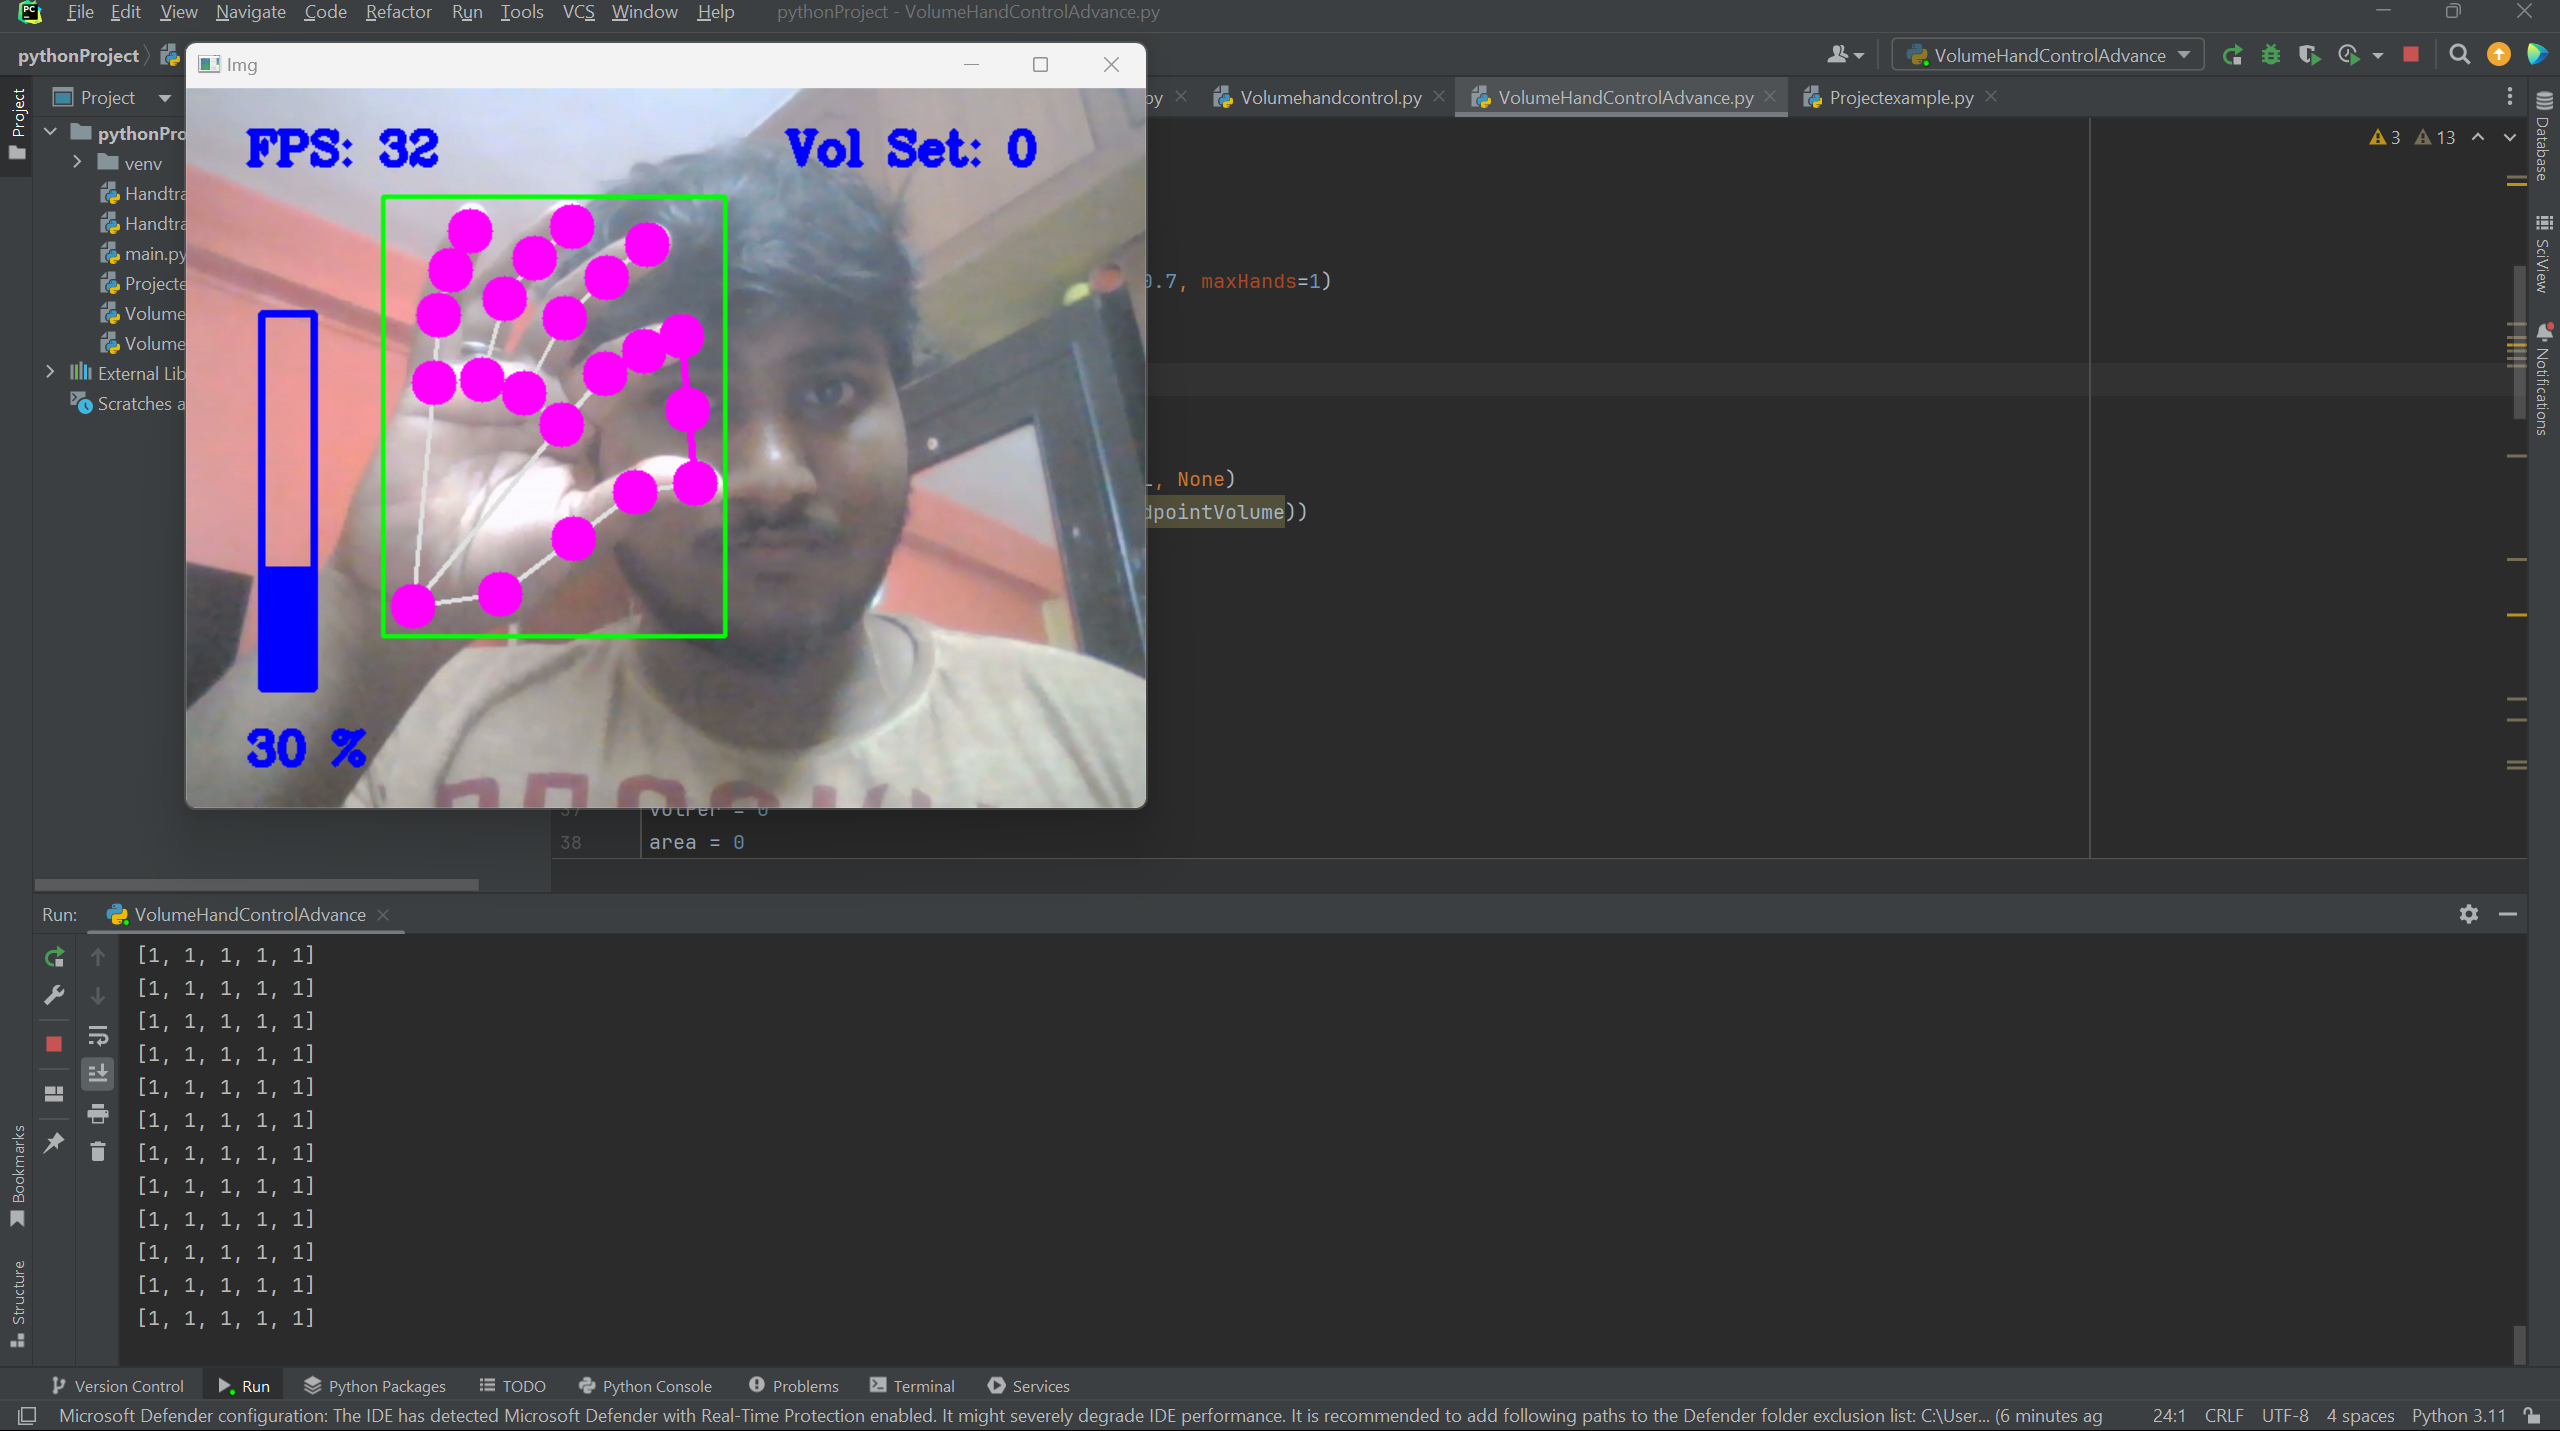 PC File Edit View Navigate Code Refactor Run Tools VCS Window Help pythonProject - VolumeHandControlAdvance.py
pythonProject
VolumeHandControlAdvance
Img
Project
py Volumehandcontrol.py VolumeHandControlAdvance.py Projectexample.py
FPS: 32 Vol Set: 0
3 13
pythonPro
venv
Handtra
Handtra
main.py
Projecte
Volume
Volume
External Lib
Scratches a
0.7, maxHands=1)
, None)
dpointVolume))
30 %
37 volPer = 0
38 area = 0
Project
Bookmarks
Structure
Database
SciView
Notifications
Run: VolumeHandControlAdvance
[1, 1, 1, 1, 1]
[1, 1, 1, 1, 1]
[1, 1, 1, 1, 1]
[1, 1, 1, 1, 1]
[1, 1, 1, 1, 1]
[1, 1, 1, 1, 1]
[1, 1, 1, 1, 1]
[1, 1, 1, 1, 1]
[1, 1, 1, 1, 1]
[1, 1, 1, 1, 1]
[1, 1, 1, 1, 1]
[1, 1, 1, 1, 1]
Version Control Run Python Packages TODO Python Console Problems Terminal Services
Microsoft Defender configuration: The IDE has detected Microsoft Defender with Real-Time Protection enabled. It might severely degrade IDE performance. It is recommended to add following paths to the Defender folder exclusion list: C:\User... (6 minutes ag 24:1 CRLF UTF-8 4 spaces Python 3.11